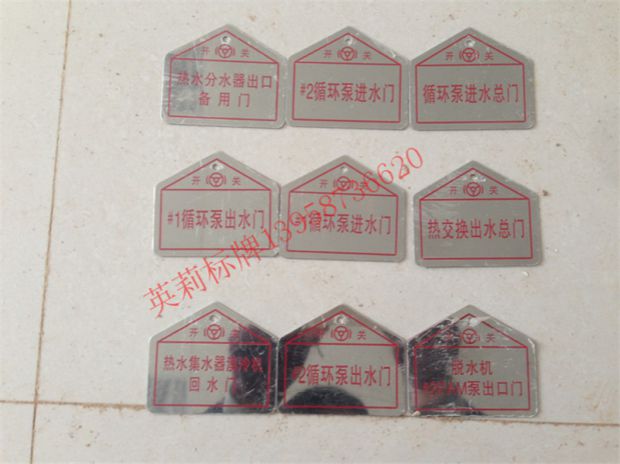 开 关
热水分水器出口
备用门
开 关
#2循环泵进水门
开 关
循环泵进水总门
开 关
#1循环泵出水门
开 关
循环泵进水门
开 关
热交换出水总门
开 关
热水集水器
回水门
开 关
#2循环泵出水门
开 关
脱水机
泵出口门
英莉标牌13958736620